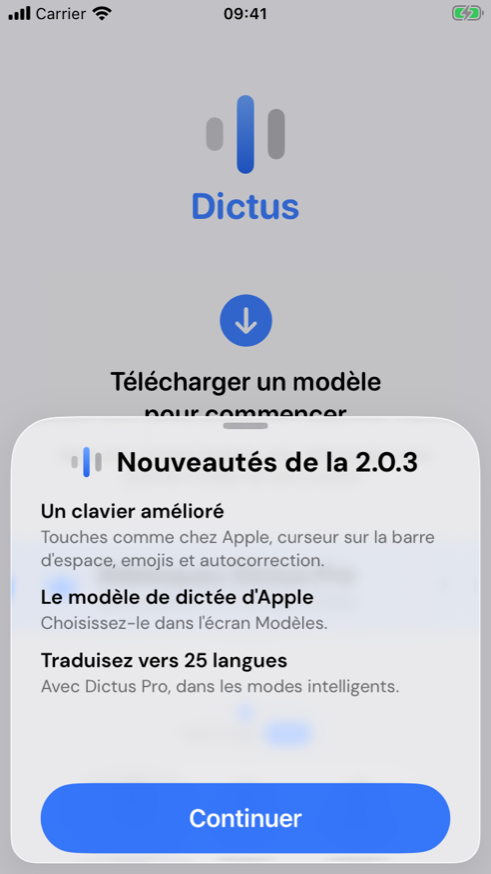 Carrier
09:41
Dictus
Télécharger un modèle
pour commencer
Nouveautés de la 2.0.3
Un clavier amélioré
Touches comme chez Apple, curseur sur la barre
d'espace, emojis et autocorrection.
Le modèle de dictée d'Apple
Choisissez-le dans l'écran Modèles.
Traduisez vers 25 langues
Avec Dictus Pro, dans les modes intelligents.
Continuer